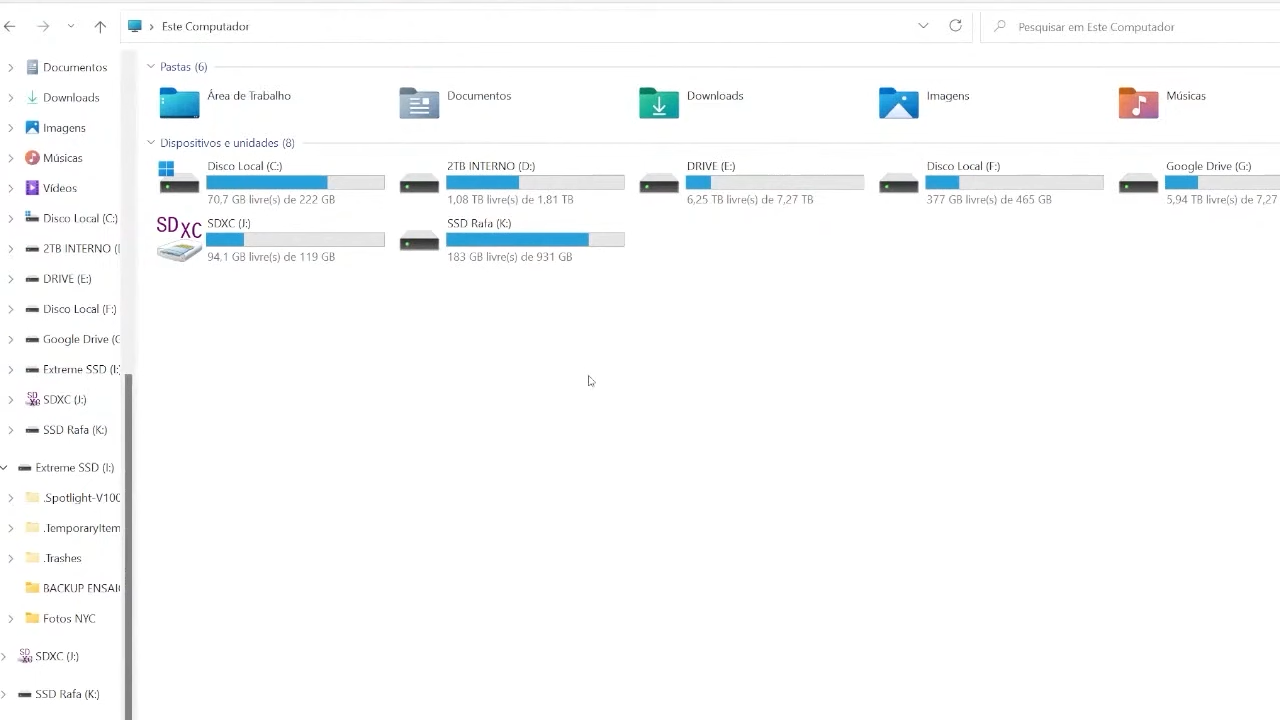 Este Computador
Pesquisar em Este Computador
Documentos
Downloads
Imagens
Músicas
Vídeos
Disco Local (C:)
2TB INTERNO (
DRIVE (E:)
Disco Local (F:)
Google Drive (
Extreme SSD (I:
SDXC (J:)
SSD Rafa (K:)
Extreme SSD (I:)
.Spotlight-V100
.TemporaryItem
.Trashes
BACKUP ENSAI
Fotos NYC
SDXC (J:)
SSD Rafa (K:)
Pastas (6)
Área de Trabalho
Documentos
Downloads
Imagens
Músicas
Dispositivos e unidades (8)
Disco Local (C:)
70,7 GB livre(s) de 222 GB
2TB INTERNO (D:)
1,08 TB livre(s) de 1,81 TB
DRIVE (E:)
6,25 TB livre(s) de 7,27 TB
Disco Local (F:)
377 GB livre(s) de 465 GB
Google Drive (G:)
5,94 TB livre(s) de 7,27
SDXC
SDXC (J:)
94,1 GB livre(s) de 119 GB
SSD Rafa (K:)
183 GB livre(s) de 931 GB